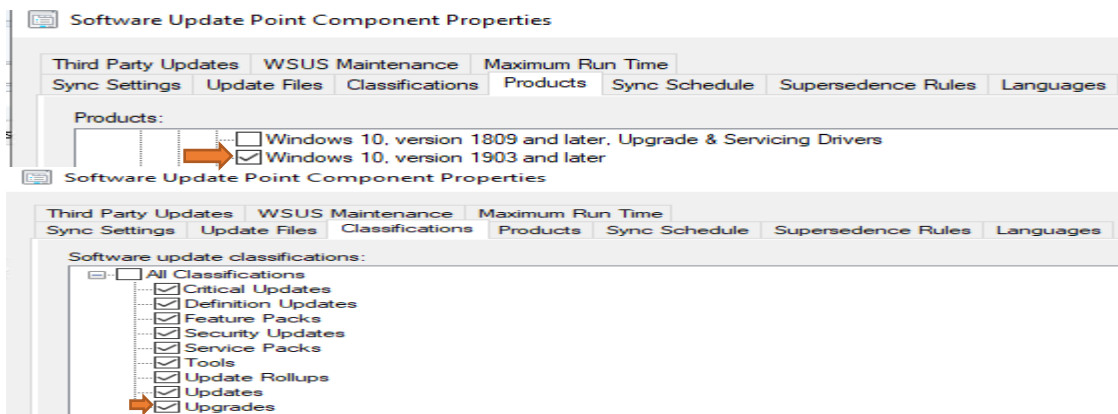 Software Update Point Component Properties
Third Party Updates WSUS Maintenance Maximum Run Time
Sync Settings Update Files Classifications Products Sync Schedule Supersedence Rules Languages
Products:
Windows 10, version 1809 and later, Upgrade & Servicing Drivers
Windows 10, version 1903 and later
Software Update Point Component Properties
Third Party Updates WSUS Maintenance Maximum Run Time
Sync Settings Update Files Classifications Products Sync Schedule Supersedence Rules Languages
Software update classifications:
All Classifications
Critical Updates
Definition Updates
Feature Packs
Security Updates
Service Packs
Tools
Update Rollups
Updates
Upgrades